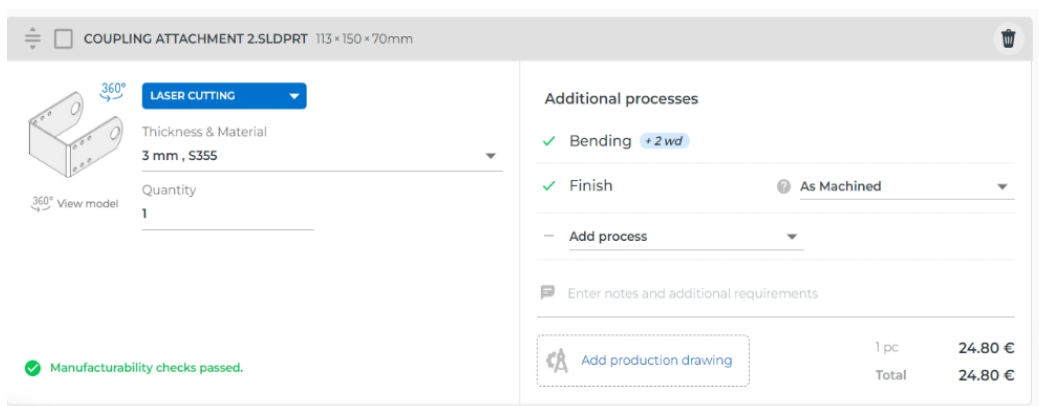 COUPLING ATTACHMENT 2.SLDPRT 113×150×70mm
360°
LASER CUTTING
Thickness & Material
3 mm , S355
Quantity
1
360° View model
Manufacturability checks passed.
Additional processes
Bending +2 wd
Finish ? As Machined
Add process
Enter notes and additional requirements
Add production drawing
1 pc 24.80 €
Total 24.80 €